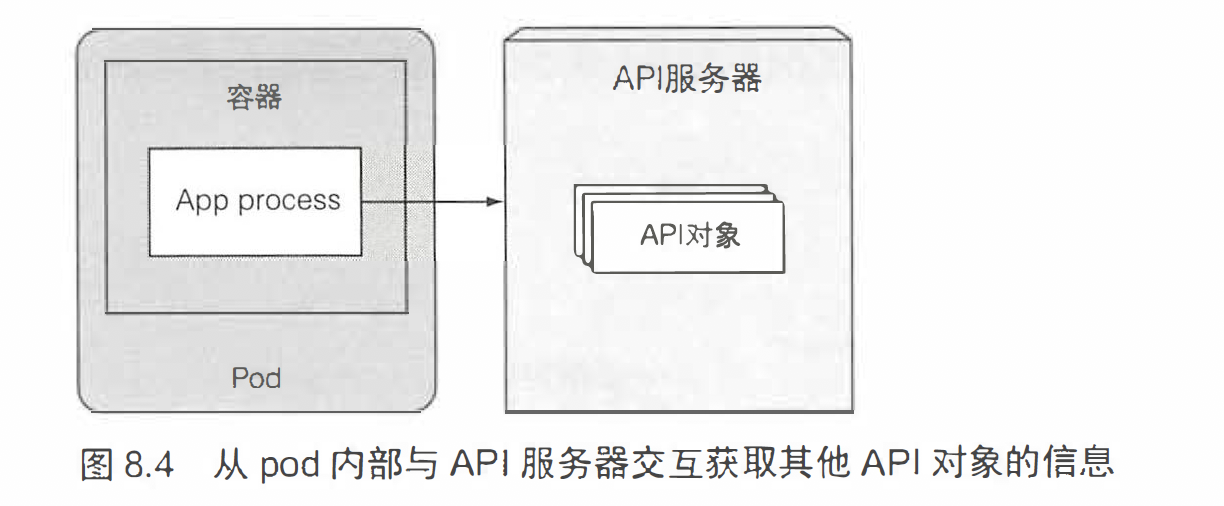 容器
App process
Pod
API服务器
API对象
图 8.4 从 pod 内部与 API 服务器交互获取其他 API 对象的信息